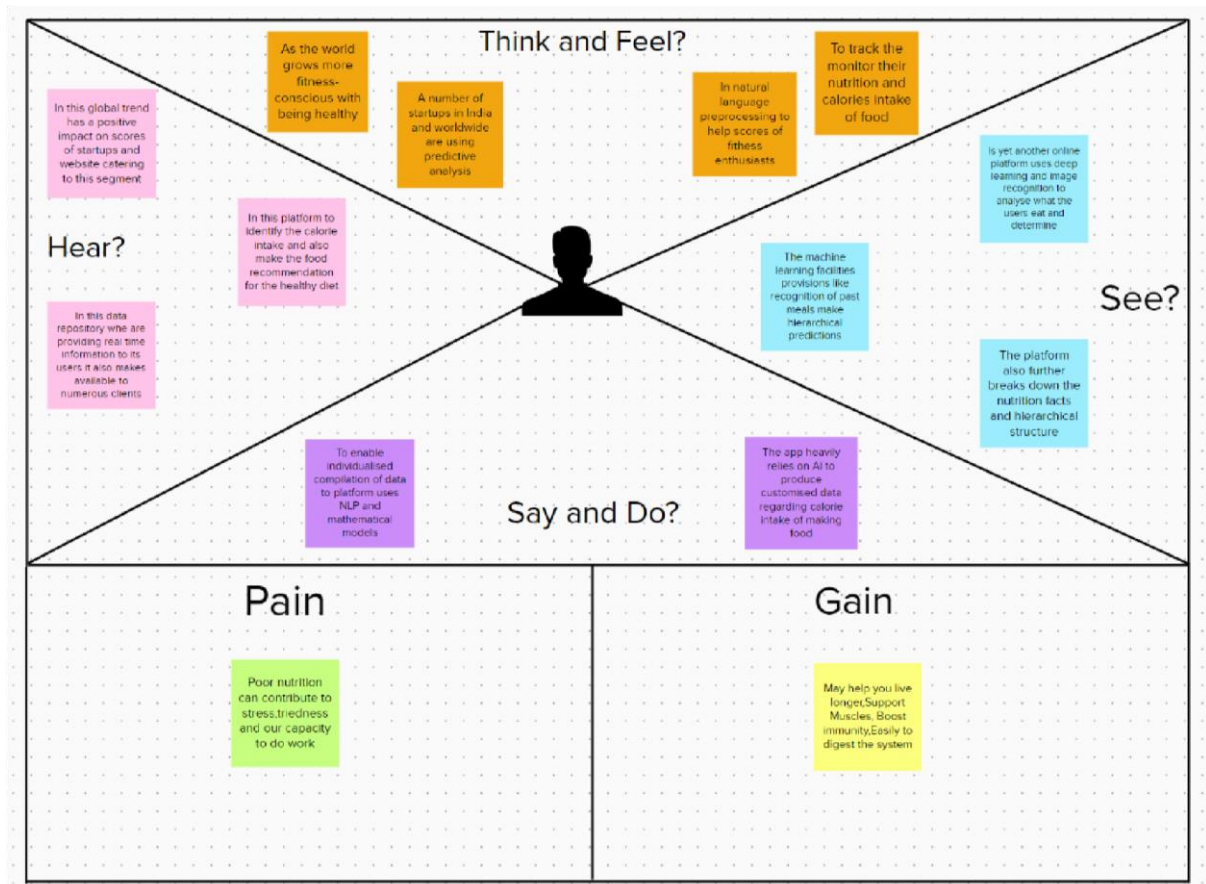 Think and Feel?
As the world
grows more
fitness-
conscious with
being healthy
A number of
startups in India
and worldwide
are using
predictive
analysis
In natural
language
preprocessing to
help scores of
fithess
enthusiasts
To track the
monitor their
nutrition and
calories intake
of food
Hear?
In this global trend
has a positive
impact on scores
of startups and
website catering
to this segment
In this platform to
identify the calorie
intake and also
make the food
recommendation
for the healthy diet
In this data
repository whe are
providing real time
information to its
users it also makes
available to
numerous clients
See?
is yet another online
platform uses deep
learning and image
recognition to
analyse what the
users eat and
determine
The machine
learning facilities
provisions like
recognition of past
meals make
hierarchical
predictions
The platform
also further
breaks down the
nutrition facts
and hierarchical
structure
Say and Do?
To enable
individualised
compilation of data
to platform uses
NLP and
mathematical
models
The app heavily
relies on AI to
produce
customised data
regarding calorie
intake of making
food
Pain
Poor nutrition
can contribute to
stress,triedness
and our capacity
to do work
Gain
May help you live
longer,Support
Muscles, Boost
immunity,Easily to
digest the system